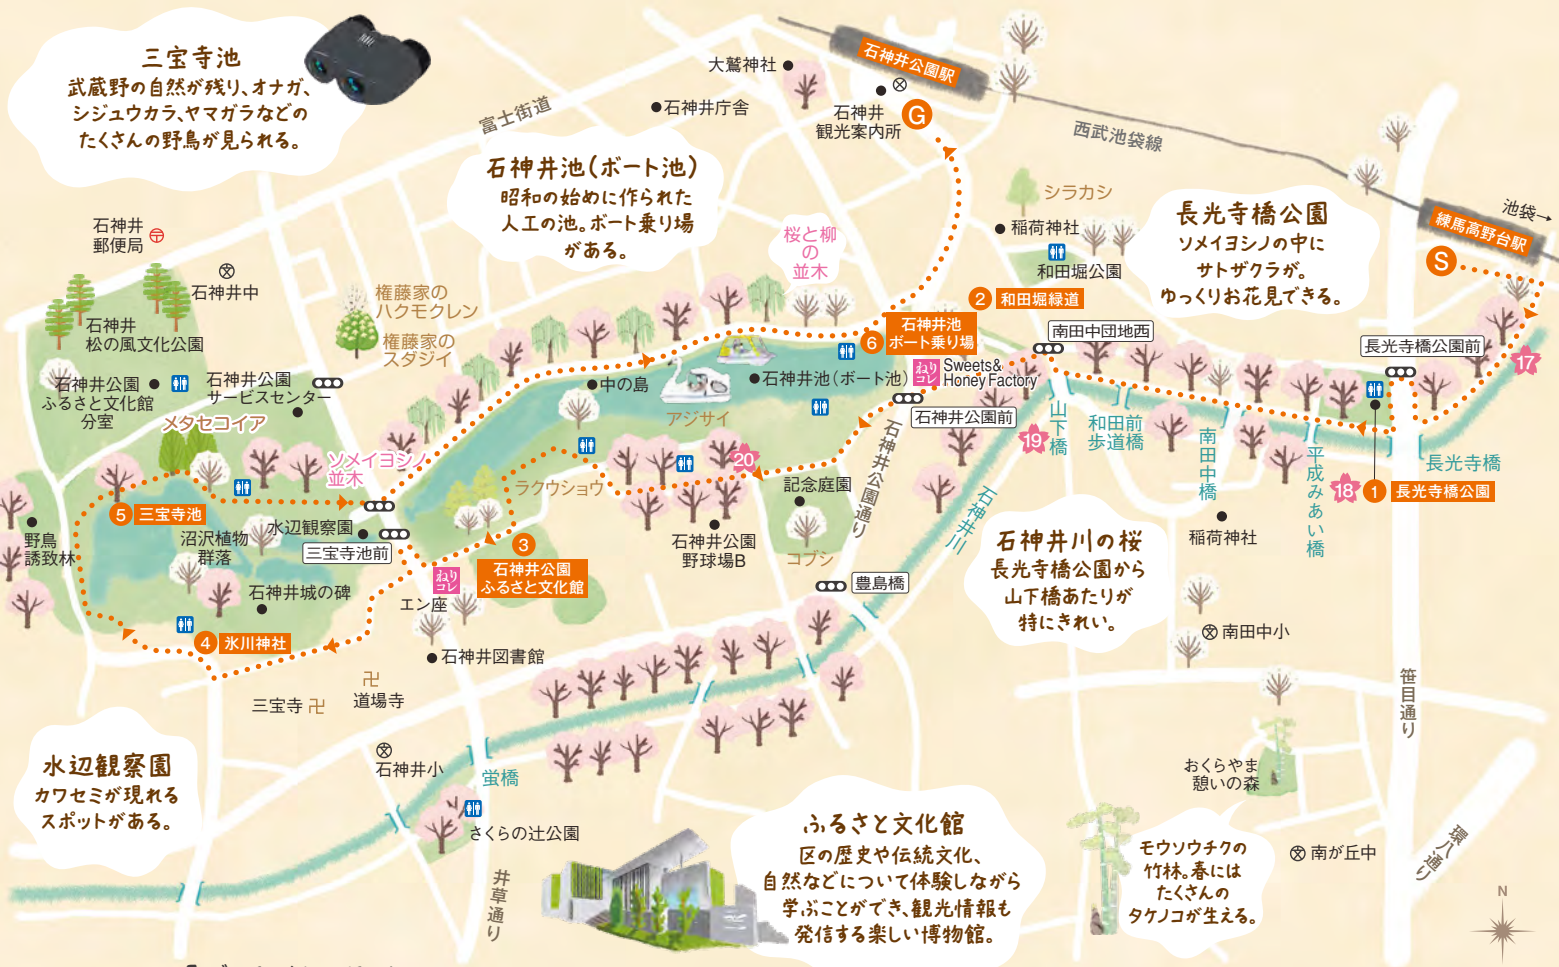 三宝寺池
武蔵野の自然が残り、オナガ、
シジュウカラ、ヤマガラなどの
たくさんの野鳥が見られる。
大鷲神社
石神井庁舎
富士街道
石神井公園駅
石神井
観光案内所
G
西武池袋線
石神井池(ボート池)
昭和の始めに作られた
人工の池。ボート乗り場
がある。
桜と柳
の
並木
シラカシ
稲荷神社
和田堀公園
2 和田堀緑道
長光寺橋公園
ソメイヨシノの中に
サトザクラが。
ゆっくりお花見できる。
池袋→
練馬高野台駅
S
石神井
郵便局
石神井中
石神井
松の風文化公園
権藤家の
ハクモクレン
権藤家の
スダジイ
石神井公園
ふるさと文化館
分室
石神井公園
サービスセンター
メタセコイア
ソメイヨシノ
並木
中の島
石神井池(ボート池)
6 石神井池
ボート乗り場
ねり
コレ
Sweets&
Honey Factory
南田中団地西
長光寺橋公園前
17
石神井公園前
アジサイ
ラクウショウ
20
記念庭園
石神井公園通り
石神井川
19
山下橋
和田前
歩道橋
南田中橋
平成みあい橋
18
1 長光寺橋公園
長光寺橋
5 三宝寺池
野鳥
誘致林
沼沢植物
群落
水辺観察園
三宝寺池前
石神井城の碑
4 氷川神社
3
石神井公園
ふるさと文化館
ねり
コレ
エン座
石神井図書館
石神井公園
野球場B
コブシ
豊島橋
石神井川の桜
長光寺橋公園から
山下橋あたりが
特にきれい。
稲荷神社
南田中小
笹目通り
三宝寺
道場寺
石神井小
蛍橋
さくらの辻公園
井草通り
水辺観察園
カワセミが現れる
スポットがある。
ふるさと文化館
区の歴史や伝統文化、
自然などについて体験しながら
学ぶことができ、観光情報も
発信する楽しい博物館。
おくらやま
憩いの森
モウソウチクの
竹林。春には
たくさんの
タケノコが生える。
南が丘中
環八通り
N